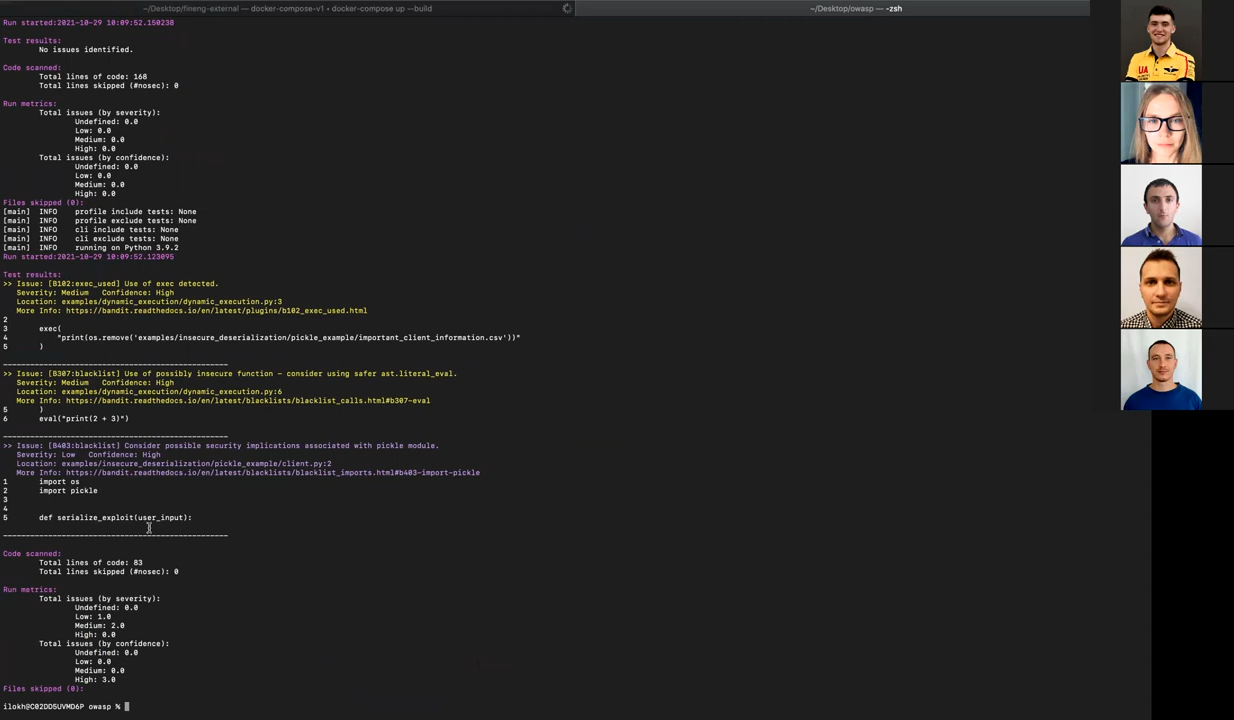 ~/Desktop/fineng-external — docker-compose-v1 • docker-compose up --build
~/Desktop/owasp — -zsh
Run started:2021-10-29 10:09:52.150238
Test results:
No issues identified.
Code scanned:
Total lines of code: 168
Total lines skipped (#nosec): 0
Run metrics:
Total issues (by severity):
Undefined: 0.0
Low: 0.0
Medium: 0.0
High: 0.0
Total issues (by confidence):
Undefined: 0.0
Low: 0.0
Medium: 0.0
High: 0.0
Files skipped (0):
[main] INFO profile include tests: None
[main] INFO profile exclude tests: None
[main] INFO cli include tests: None
[main] INFO cli exclude tests: None
[main] INFO running on Python 3.9.2
Run started:2021-10-29 10:09:52.123095
Test results:
>> Issue: [B102:exec_used] Use of exec detected.
Severity: Medium Confidence: High
Location: examples/dynamic_execution/dynamic_execution.py:3
More Info: https://bandit.readthedocs.io/en/latest/plugins/b102_exec_used.html
2
3 exec(
4 "print(os.remove('examples/insecure_deserialization/pickle_example/important_client_information.csv'))"
5 )
--------------------------------------------------
>> Issue: [B307:blacklist] Use of possibly insecure function - consider using safer ast.literal_eval.
Severity: Medium Confidence: High
Location: examples/dynamic_execution/dynamic_execution.py:6
More Info: https://bandit.readthedocs.io/en/latest/blacklists/blacklist_calls.html#b307-eval
5 )
6 eval("print(2 + 3)")
--------------------------------------------------
>> Issue: [B403:blacklist] Consider possible security implications associated with pickle module.
Severity: Low Confidence: High
Location: examples/insecure_deserialization/pickle_example/client.py:2
More Info: https://bandit.readthedocs.io/en/latest/blacklists/blacklist_imports.html#b403-import-pickle
1 import os
2 import pickle
3
4
5 def serialize_exploit(user_input):
--------------------------------------------------
Code scanned:
Total lines of code: 83
Total lines skipped (#nosec): 0
Run metrics:
Total issues (by severity):
Undefined: 0.0
Low: 1.0
Medium: 2.0
High: 0.0
Total issues (by confidence):
Undefined: 0.0
Low: 0.0
Medium: 0.0
High: 3.0
Files skipped (0):
ilokh@C02DD5UVMD6P owasp %
UA